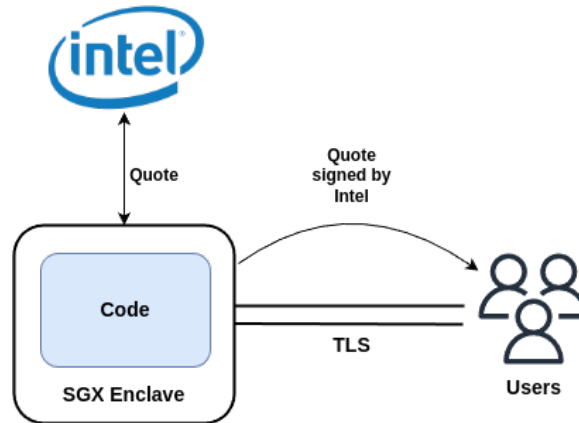 intel
Quote
Quote
signed by
Intel
Code
TLS
SGX Enclave
Users